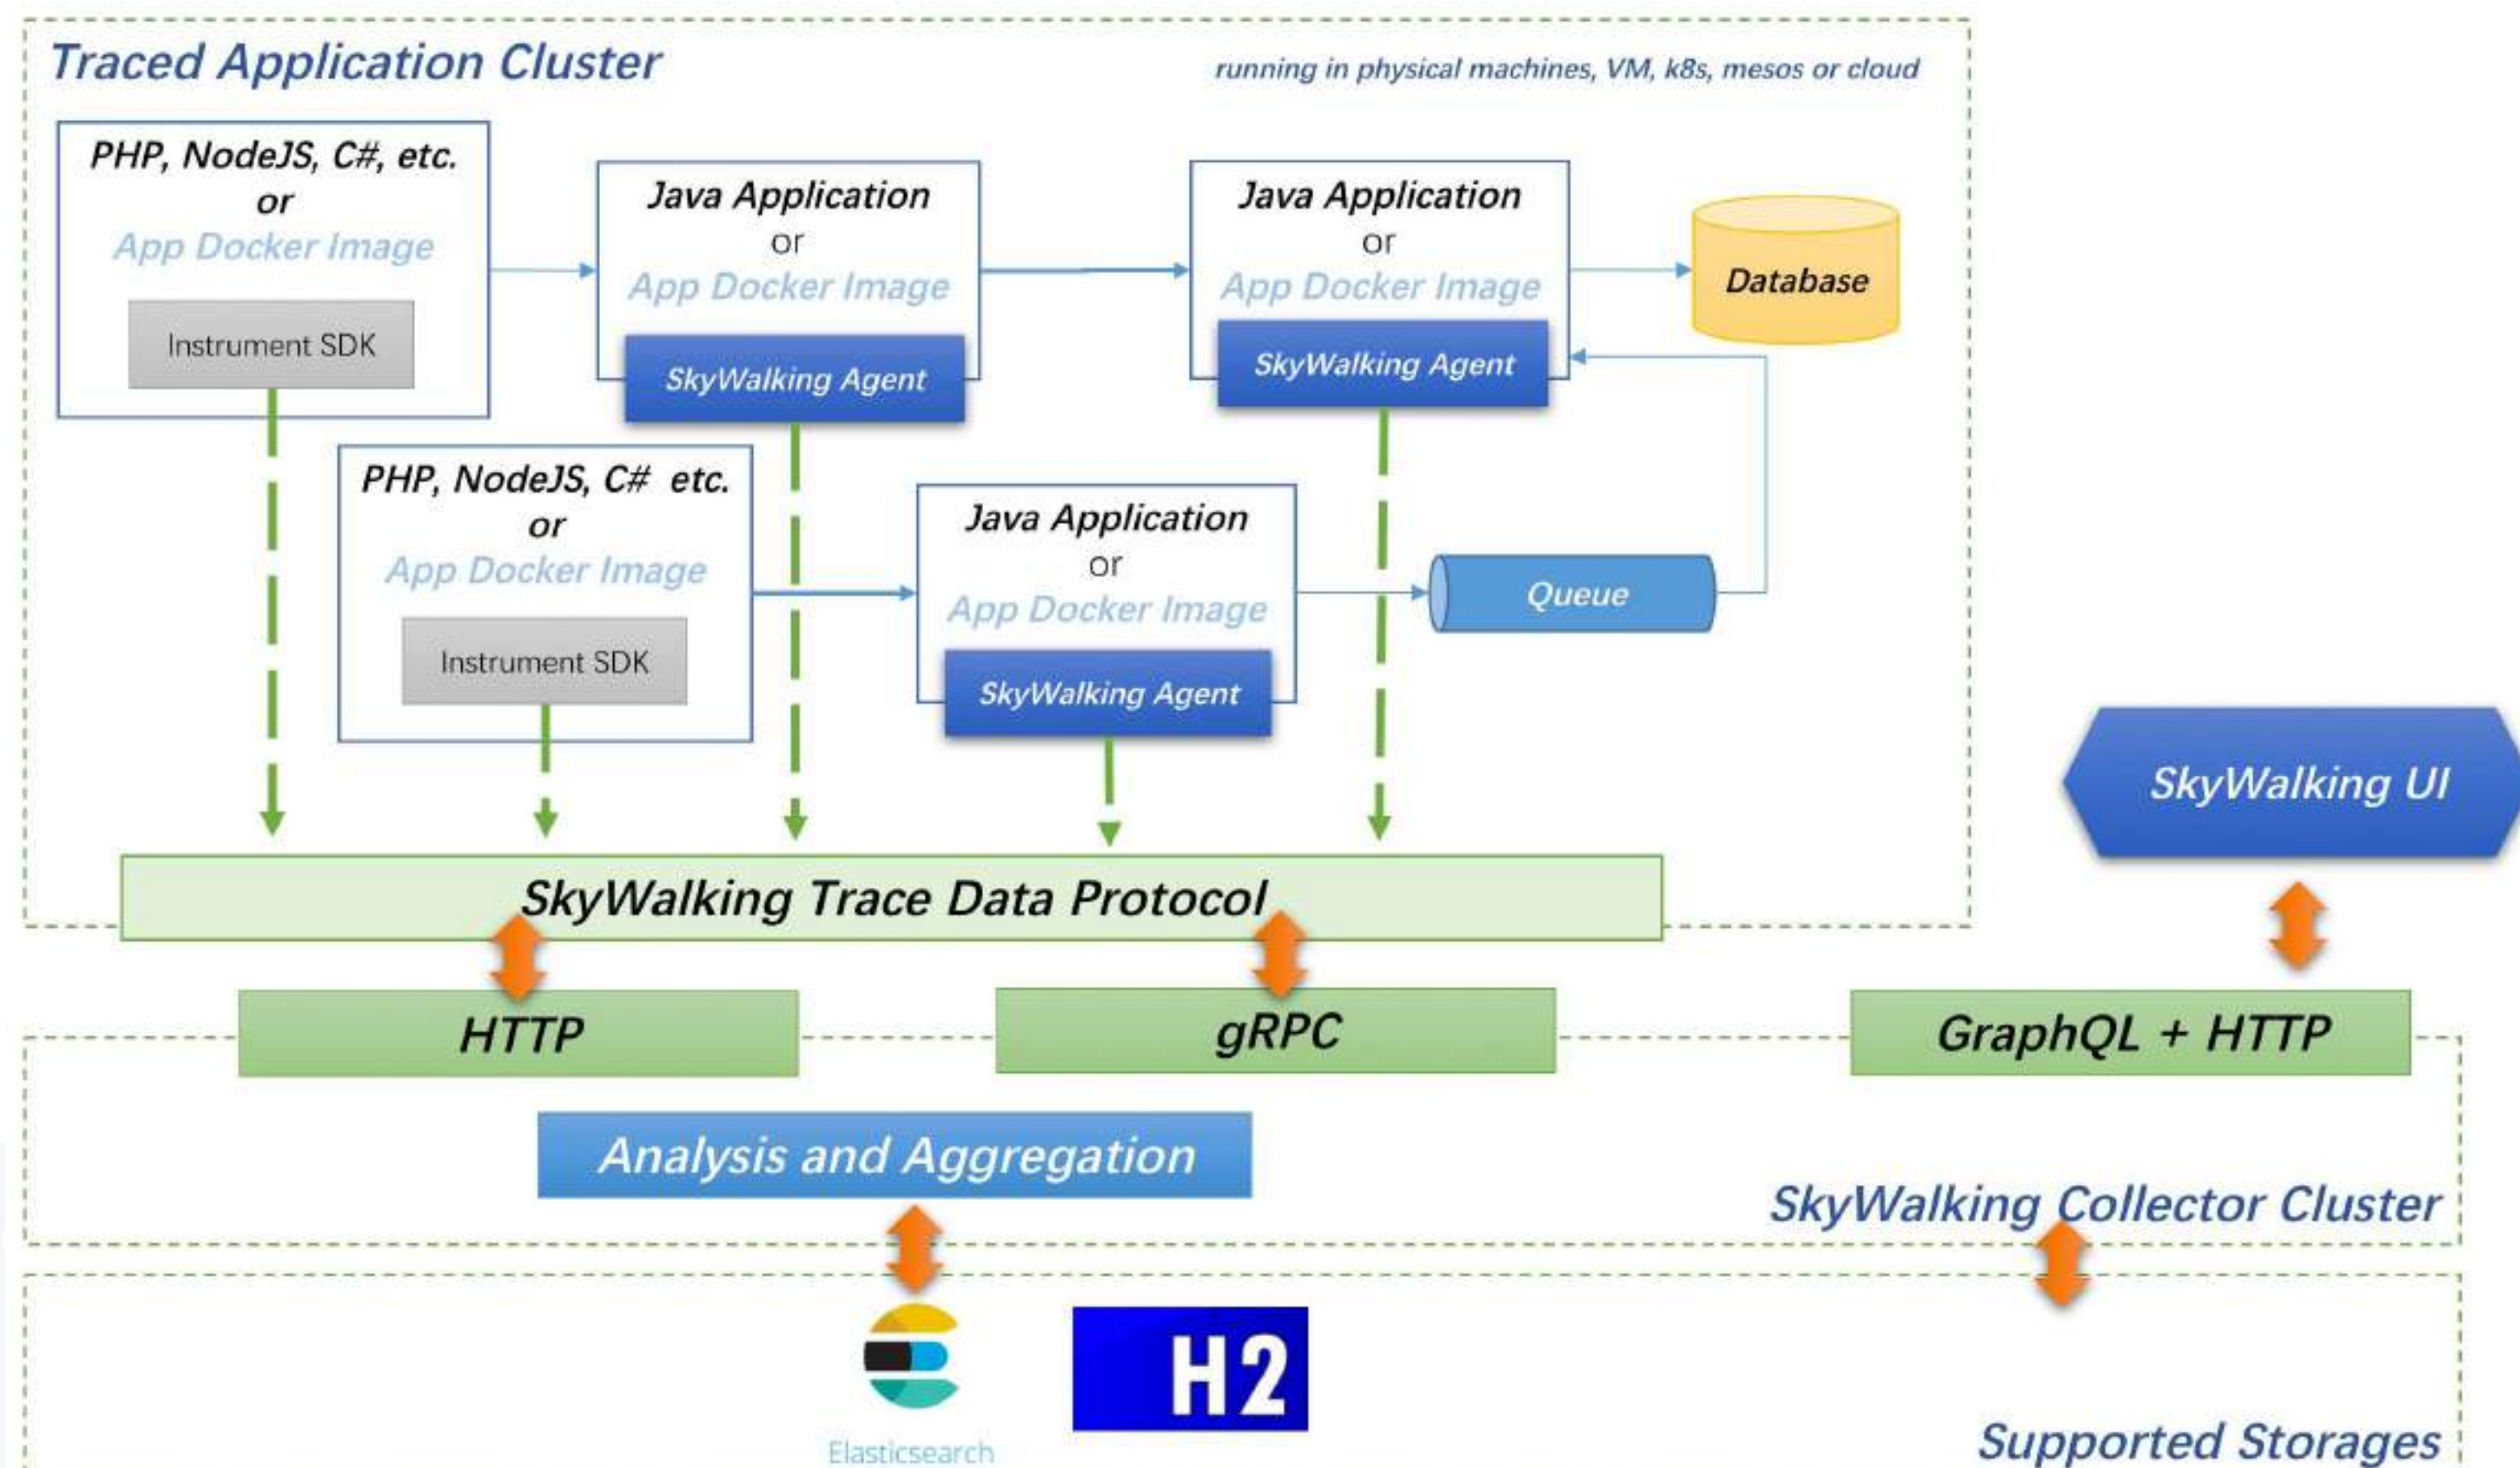 Traced Application Cluster
running in physical machines, VM, k8s, mesos or cloud
PHP, NodeJS, C#, etc.
or
App Docker Image
Instrument SDK
Java Application
or
App Docker Image
SkyWalking Agent
Java Application
or
App Docker Image
SkyWalking Agent
Database
PHP, NodeJS, C# etc.
or
App Docker Image
Instrument SDK
Java Application
or
App Docker Image
SkyWalking Agent
Queue
SkyWalking UI
SkyWalking Trace Data Protocol
HTTP
gRPC
GraphQL + HTTP
Analysis and Aggregation
SkyWalking Collector Cluster
Elasticsearch
H2
Supported Storages